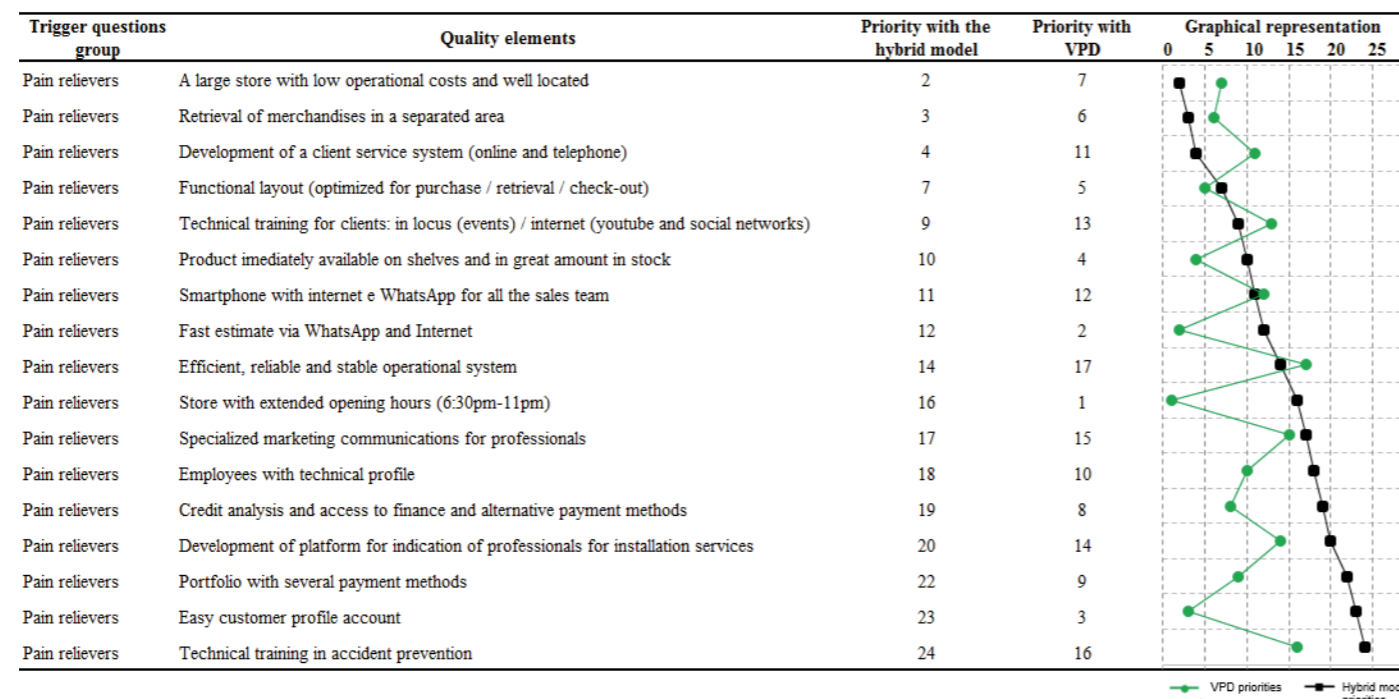 Trigger questions group Quality elements Priority with the hybrid model Priority with VPD Graphical representation
0 5 10 15 20 25
Pain relievers A large store with low operational costs and well located 2 7
Pain relievers Retrieval of merchandises in a separated area 3 6
Pain relievers Development of a client service system (online and telephone) 4 11
Pain relievers Functional layout (optimized for purchase / retrieval / check-out) 7 5
Pain relievers Technical training for clients: in locus (events) / internet (youtube and social networks) 9 13
Pain relievers Product imediately available on shelves and in great amount in stock 10 4
Pain relievers Smartphone with internet e WhatsApp for all the sales team 11 12
Pain relievers Fast estimate via WhatsApp and Internet 12 2
Pain relievers Efficient, reliable and stable operational system 14 17
Pain relievers Store with extended opening hours (6:30pm-11pm) 16 1
Pain relievers Specialized marketing communications for professionals 17 15
Pain relievers Employees with technical profile 18 10
Pain relievers Credit analysis and access to finance and alternative payment methods 19 8
Pain relievers Development of platform for indication of professionals for installation services 20 14
Pain relievers Portfolio with several payment methods 22 9
Pain relievers Easy customer profile account 23 3
Pain relievers Technical training in accident prevention 24 16
VPD priorities Hybrid